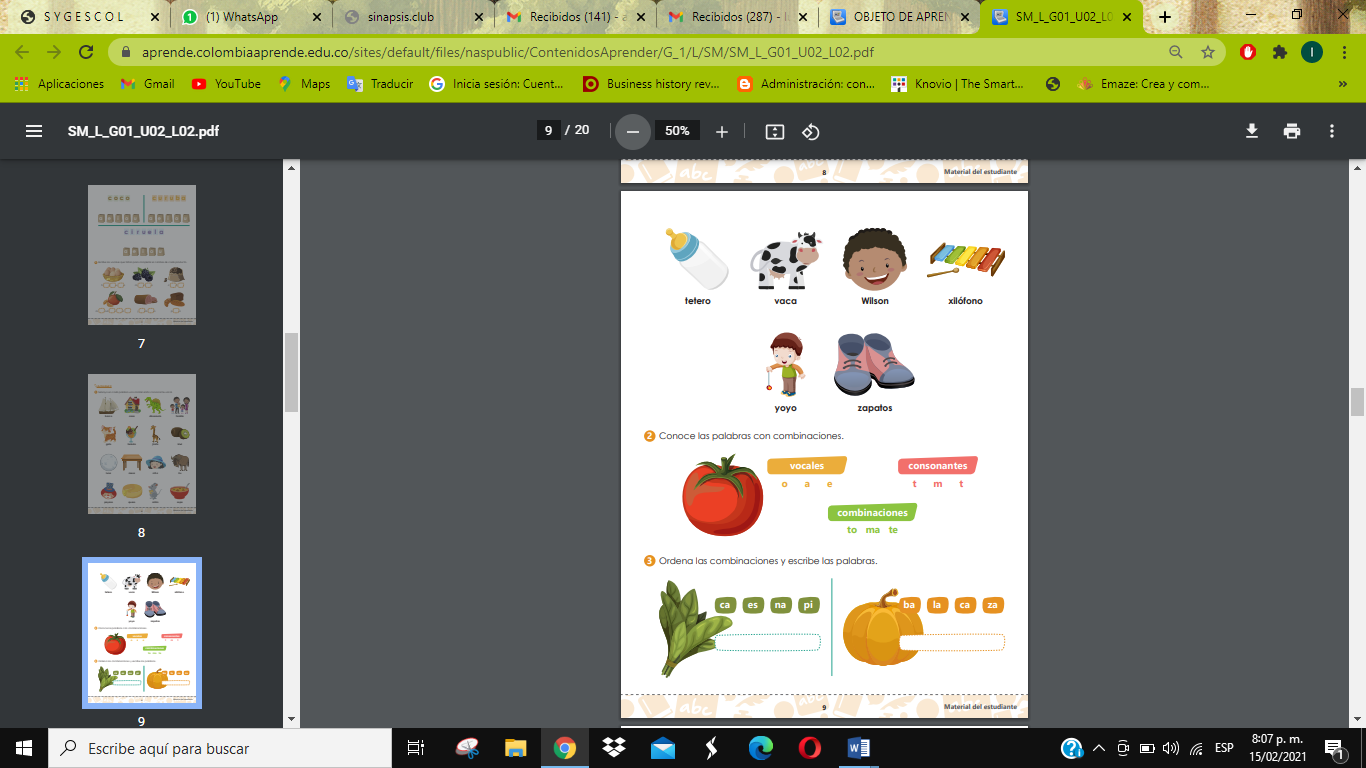 S Y G E S C O L
(1) WhatsApp
sinapsis.club
Recibidos (141) - a
Recibidos (287) - l
OBJETO DE APREN
SM_L_G01_U02_L0
aprende.colombiaaprende.edu.co/sites/default/files/naspublic/ContenidosAprender/G_1/L/SM/SM_L_G01_U02_L02.pdf
I
Aplicaciones
Gmail
YouTube
Maps
Traducir
Inicia sesión: Cuent...
Business history rev...
Administración: con...
Knovio | The Smart...
Emaze: Crea y com...
»
SM_L_G01_U02_L02.pdf
9 / 20
50%
coco
ciruela
7
8
9
8
Material del estudiante
tetero vaca Wilson xilófono
yoyo zapatos
2 Conoce las palabras con combinaciones.
vocales consonantes
o a e t m t
combinaciones
to ma te
3 Ordena las combinaciones y escribe las palabras.
ca es na pi ba la ca za
9
Material del estudiante
Escribe aquí para buscar
ESP
8:07 p. m.
15/02/2021
1